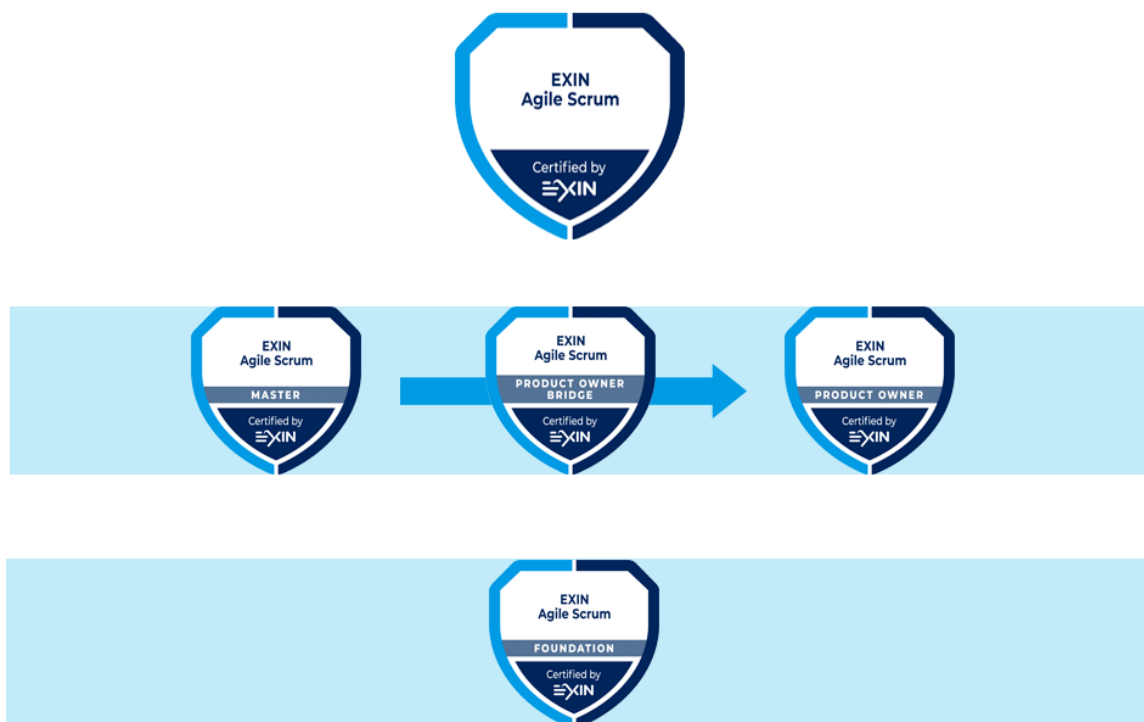 EXIN
Agile Scrum
Certified by
EXIN
EXIN
Agile Scrum
MASTER
Certified by
EXIN
EXIN
Agile Scrum
PRODUCT OWNER
BRIDGE
Certified by
EXIN
EXIN
Agile Scrum
PRODUCT OWNER
Certified by
EXIN
EXIN
Agile Scrum
FOUNDATION
Certified by
EXIN